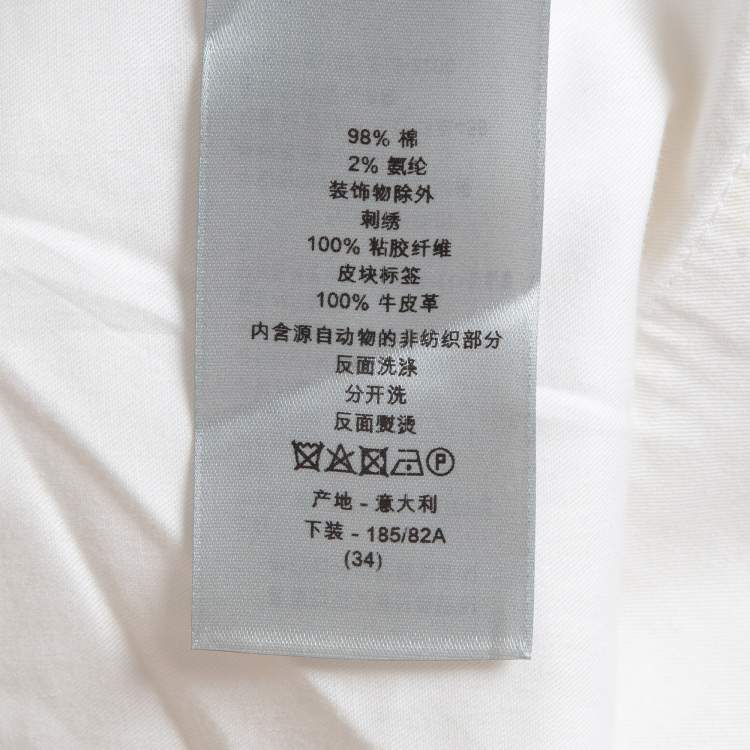 98% 棉
2% 氨纶
装饰物除外
刺绣
100% 粘胶纤维
皮块标签
100% 牛皮革
内含源自动物的非纺织部分
反面洗涤
分开洗
反面熨烫
P
产地 - 意大利
下装 - 185/82A
(34)